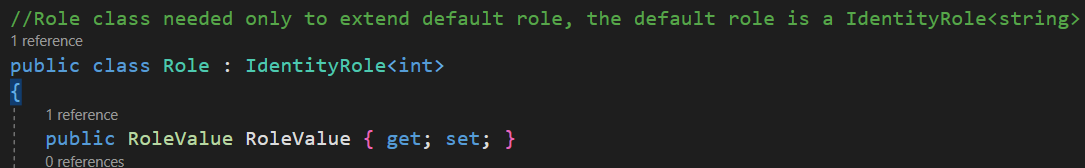 //Role class needed only to extend default role, the default role is a IdentityRole<string>
1 reference
public class Role : IdentityRole<int>
{
1 reference
public RoleValue RoleValue { get; set; }
0 references